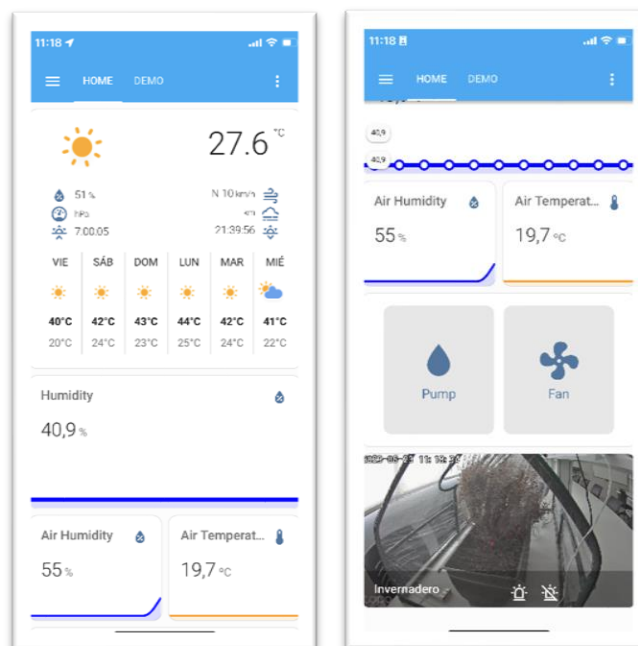 11:18
HOME DEMO
27.6 °C
51 %
N 10 km/h
hPa
km
7:00:05
21:39:56
VIE SÁB DOM LUN MAR MIÉ
40°C 42°C 43°C 44°C 42°C 41°C
20°C 24°C 23°C 25°C 24°C 22°C
Humidity
40,9 %
Air Humidity
55 %
Air Temperat...
19,7 °C
11:18
HOME DEMO
40,9
40,9
Air Humidity
55 %
Air Temperat...
19,7 °C
Pump
Fan
Invernadero